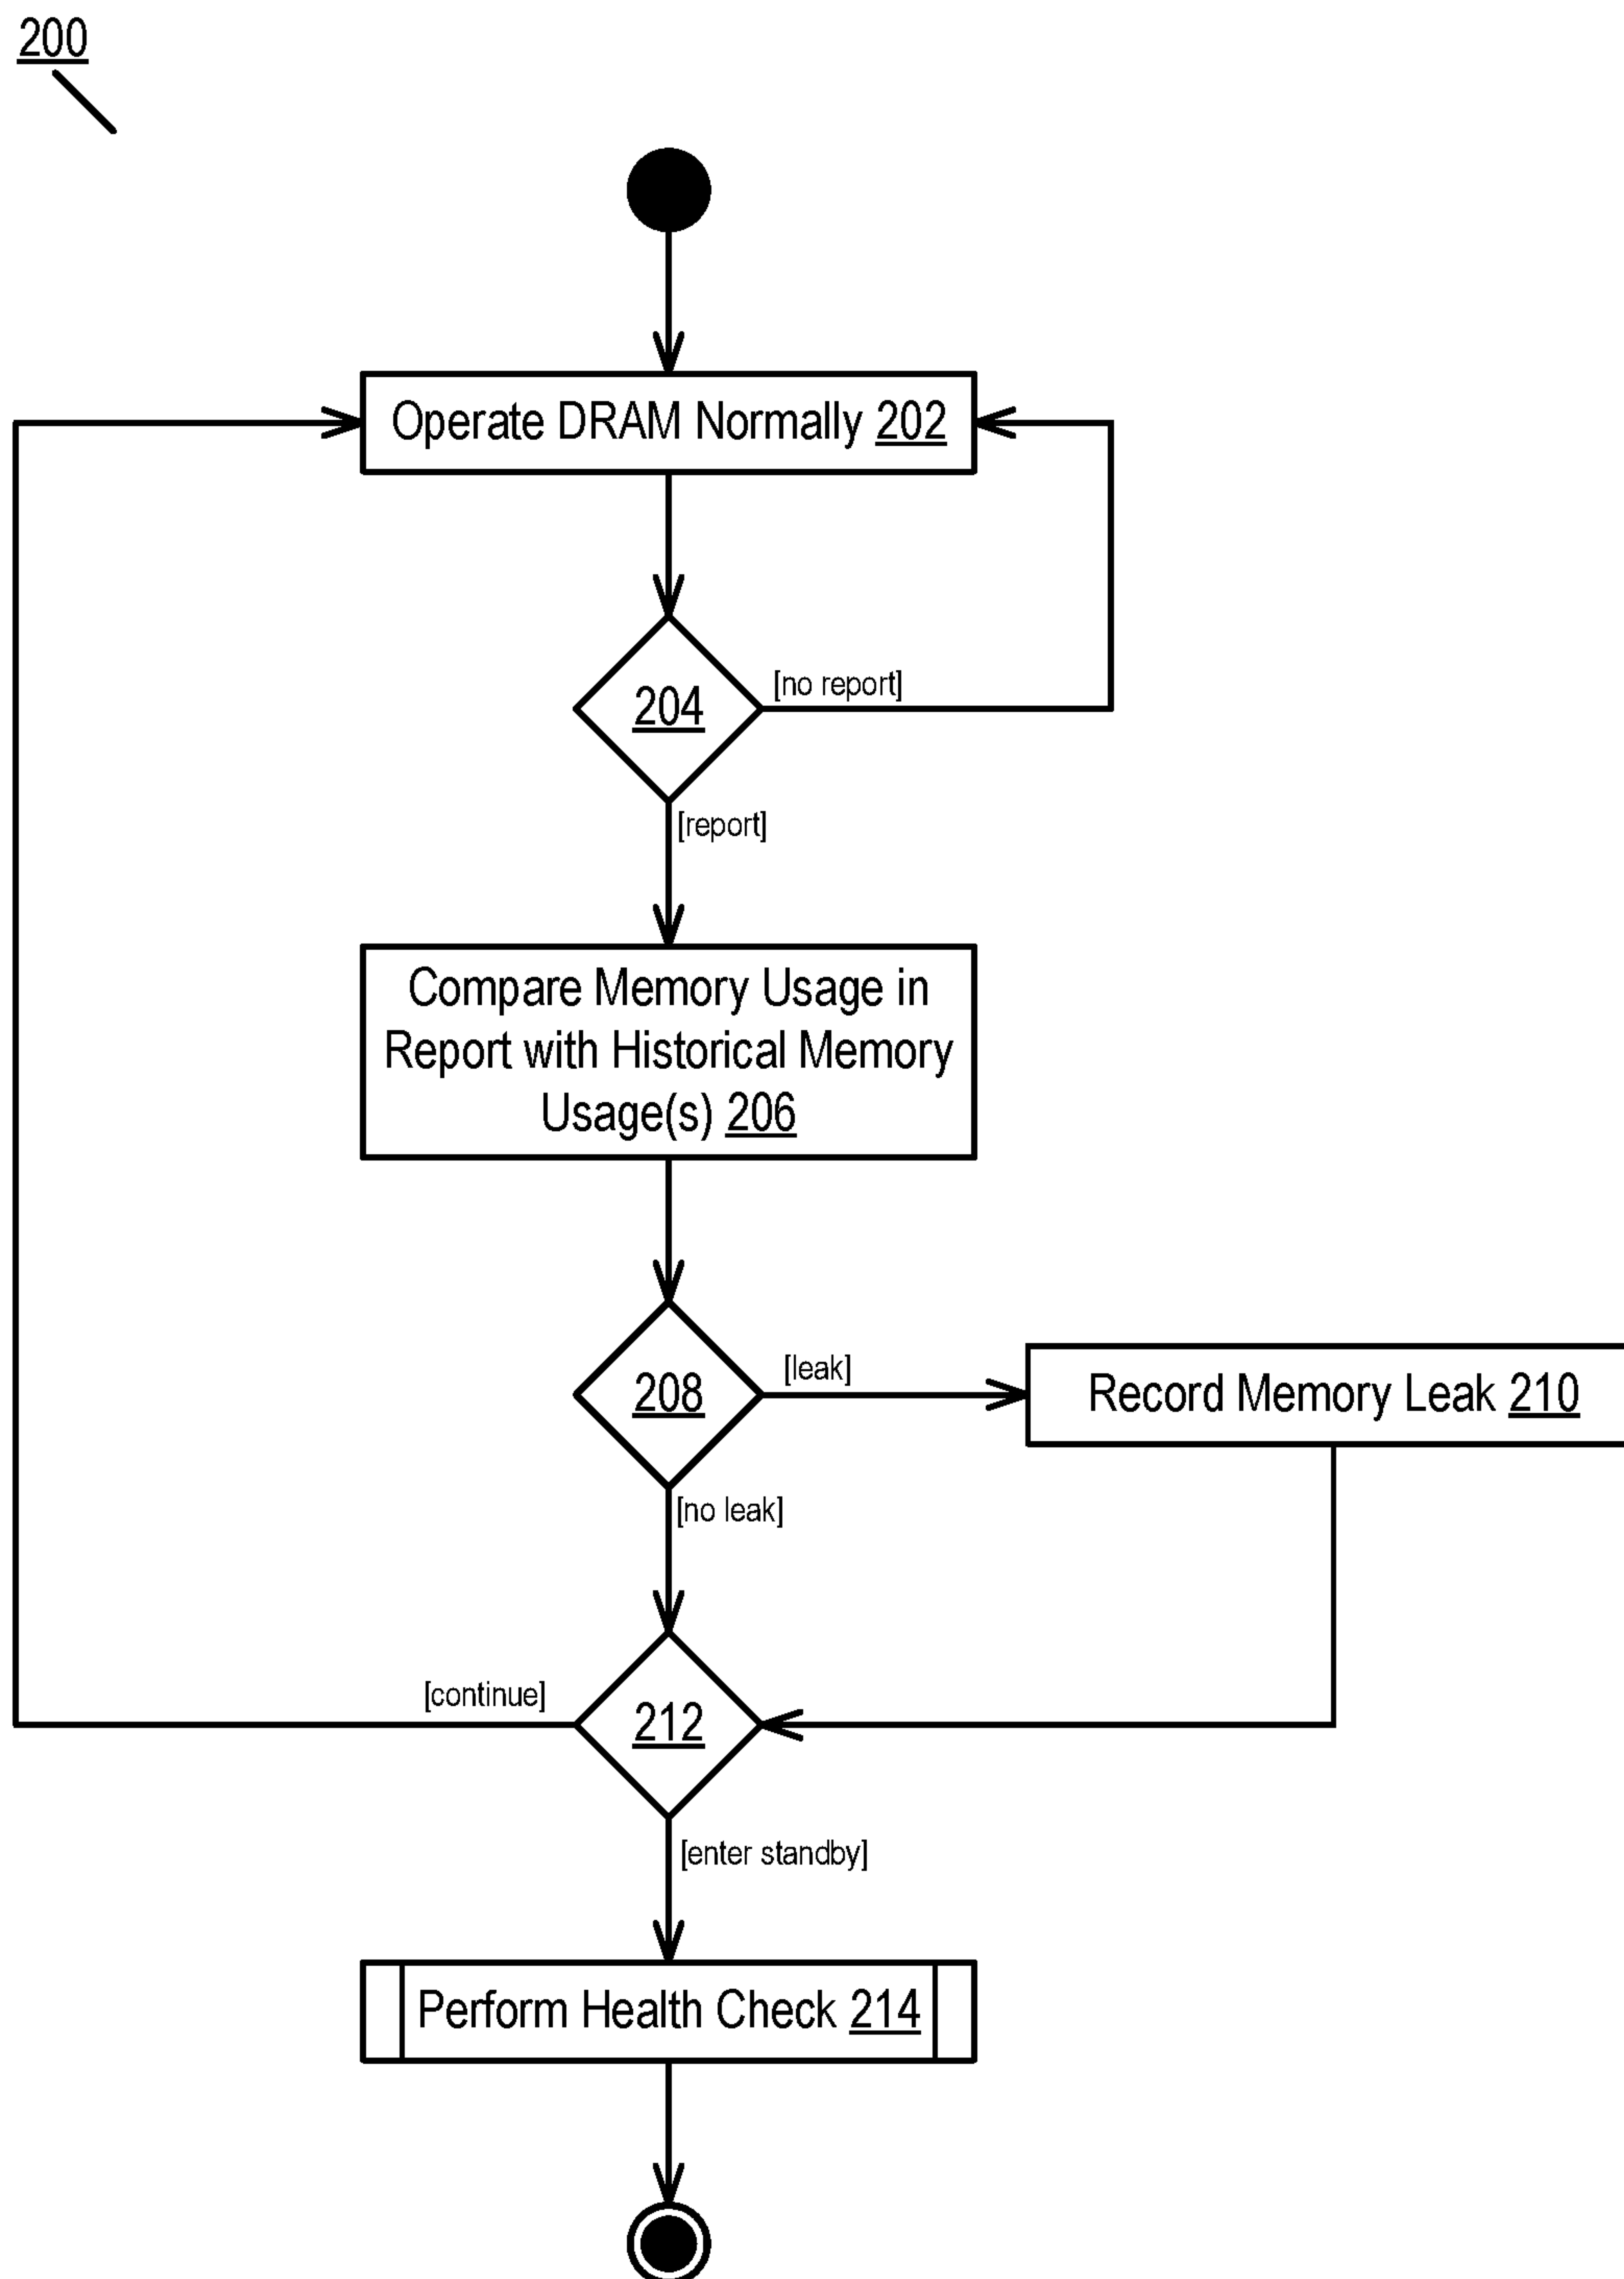 200
Operate DRAM Normally 202
[no report]
204
[report]
Compare Memory Usage in
Report with Historical Memory
Usage(s) 206
[leak]
208
Record Memory Leak 210
[no leak]
[continue]
212
[enter standby]
Perform Health Check 214